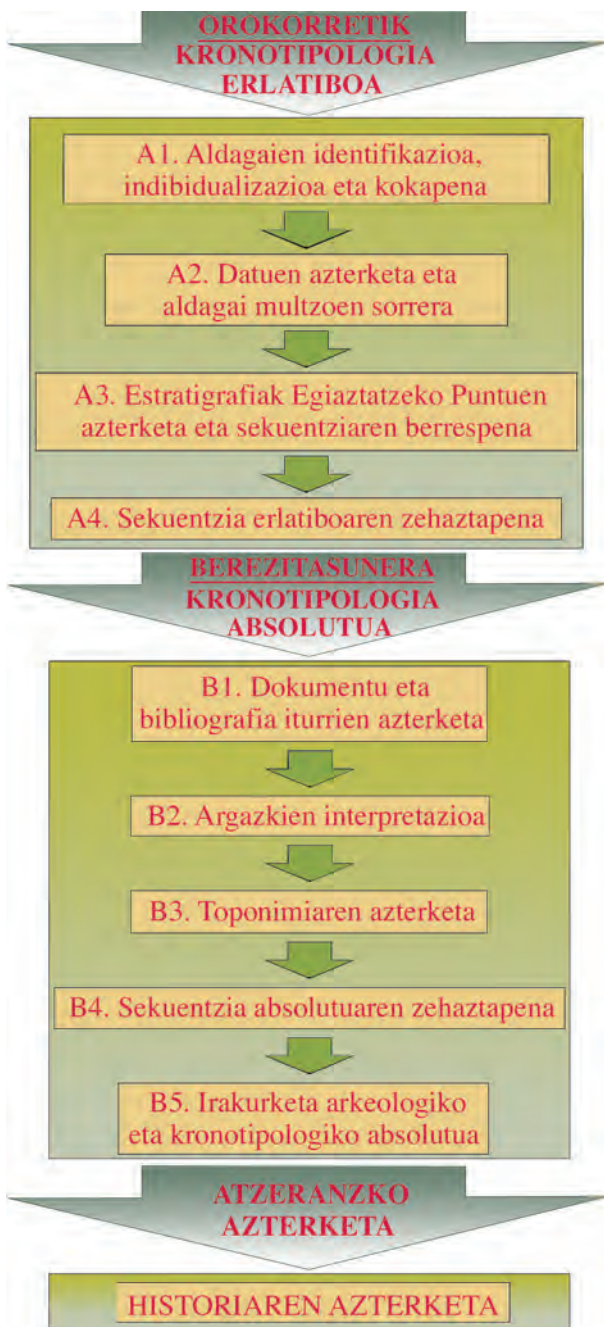 OROKORRETIK
KRONOTIPOLOGIA
ERLATIBOA
A1. Aldagaien identifikazioa,
indibidualizazioa eta kokapena
A2. Datuen azterketa eta
aldagai multzoen sorrera
A3. Estratigrafiak Egiaztatzeko Puntuen
azterketa eta sekuentziaren berrespena
A4. Sekuentzia erlatiboaren zehaztapena
BEREZITASUNERA
KRONOTIPOLOGIA
ABSOLUTUA
B1. Dokumentu eta
bibliografia iturrien azterketa
B2. Argazkien interpretazioa
B3. Toponimiaren azterketa
B4. Sekuentzia absolutuaren zehaztapena
B5. Irakurketa arkeologiko
eta kronotipologiko absolutua
ATZERANZKO
AZTERKETA
HISTORIAREN AZTERKETA